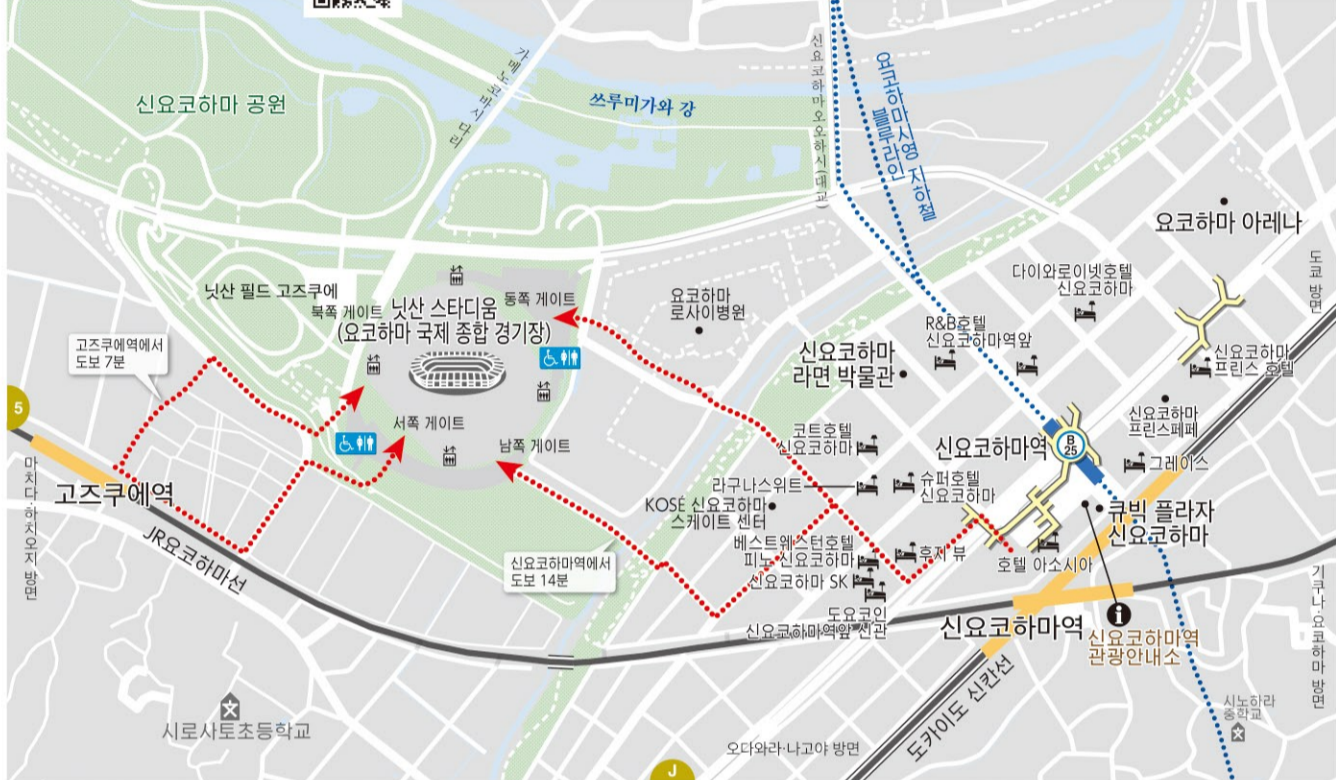 신요코하마 공원
가메노코바시 다리
쓰루미가와 강
신요코하마오오하시(대교)
요코하마시영 지하철
블루라인
요코하마 아레나
도쿄 방면
다이와로이넷호텔
신요코하마
닛산 필드 고즈쿠에
북쪽 게이트
닛산 스타디움
(요코하마 국제 종합 경기장)
동쪽 게이트
요코하마
로사이병원
R&B호텔
신요코하마역앞
신요코하마
라면 박물관
신요코하마
프린스 호텔
고즈쿠에역에서
도보 7분
5
서쪽 게이트
남쪽 게이트
코트호텔
신요코하마
신요코하마역
B
25
신요코하마
프린스페페
그레이스
마치다·하치오지 방면
고즈쿠에역
JR요코하마선
라구나스위트
슈퍼호텔
신요코하마
KOSÉ 신요코하마
스케이트 센터
큐빅 플라자
신요코하마
신요코하마역에서
도보 14분
베스트웨스턴호텔
피노 신요코하마
후지 뷰
호텔 아소시아
신요코하마 SK
도요코인
신요코하마역앞 신관
신요코하마역
i
신요코하마역
관광안내소
기쿠나·요코하마 방면
시로사토초등학교
文
도카이도 신칸선
오다와라·나고야 방면
시노하라
중학교
文
J